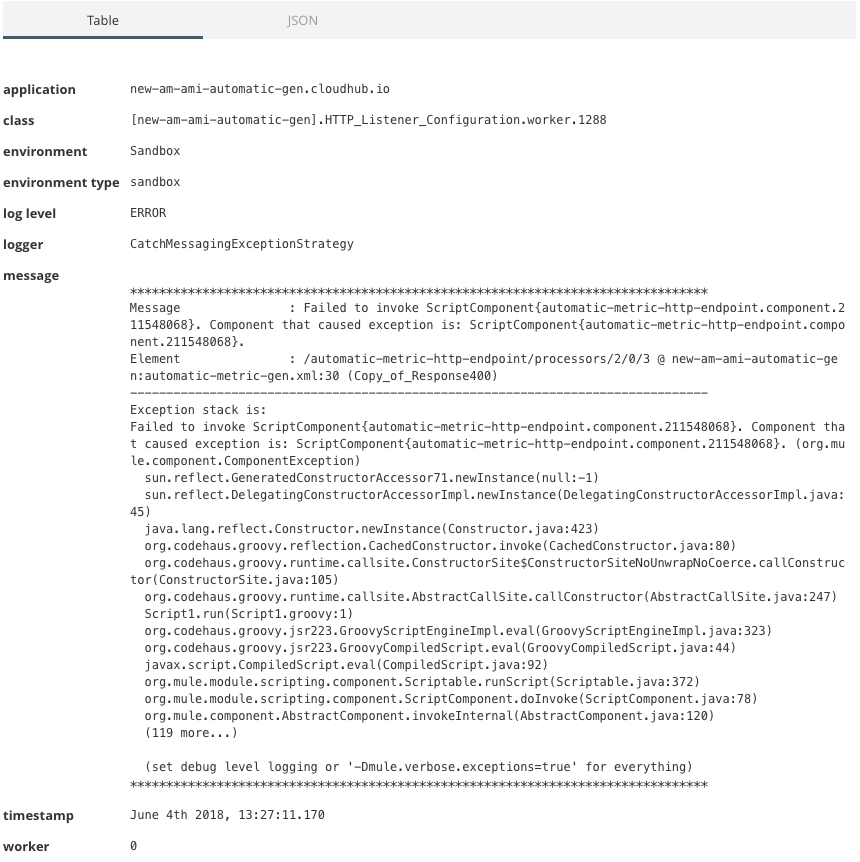 Table JSON
application new-am-ami-automatic-gen.cloudhub.io
class [new-am-ami-automatic-gen].HTTP_Listener_Configuration.worker.1288
environment Sandbox
environment type sandbox
log level ERROR
logger CatchMessagingExceptionStrategy
message
********************************************************************************
Message               : Failed to invoke ScriptComponent{automatic-metric-http-endpoint.component.2
11548068}. Component that caused exception is: ScriptComponent{automatic-metric-http-endpoint.compo
nent.211548068}.
Element               : /automatic-metric-http-endpoint/processors/2/0/3 @ new-am-ami-automatic-ge
n:automatic-metric-gen.xml:30 (Copy_of_Response400)
--------------------------------------------------------------------------------
Exception stack is:
Failed to invoke ScriptComponent{automatic-metric-http-endpoint.component.211548068}. Component tha
t caused exception is: ScriptComponent{automatic-metric-http-endpoint.component.211548068}. (org.mu
le.component.ComponentException)
sun.reflect.GeneratedConstructorAccessor71.newInstance(null:-1)
sun.reflect.DelegatingConstructorAccessorImpl.newInstance(DelegatingConstructorAccessorImpl.java:
45)
java.lang.reflect.Constructor.newInstance(Constructor.java:423)
org.codehaus.groovy.reflection.CachedConstructor.invoke(CachedConstructor.java:80)
org.codehaus.groovy.runtime.callsite.ConstructorSite$ConstructorSiteNoUnwrapNoCoerce.callConstruc
tor(ConstructorSite.java:105)
org.codehaus.groovy.runtime.callsite.AbstractCallSite.callConstructor(AbstractCallSite.java:247)
Script1.run(Script1.groovy:1)
org.codehaus.groovy.jsr223.GroovyScriptEngineImpl.eval(GroovyScriptEngineImpl.java:323)
org.codehaus.groovy.jsr223.GroovyCompiledScript.eval(GroovyCompiledScript.java:44)
javax.script.CompiledScript.eval(CompiledScript.java:92)
org.mule.module.scripting.component.Scriptable.runScript(Scriptable.java:372)
org.mule.module.scripting.component.ScriptComponent.doInvoke(ScriptComponent.java:78)
org.mule.component.AbstractComponent.invokeInternal(AbstractComponent.java:120)
(119 more...)
(set debug level logging or '-Dmule.verbose.exceptions=true' for everything)
********************************************************************************
timestamp June 4th 2018, 13:27:11.170
worker 0